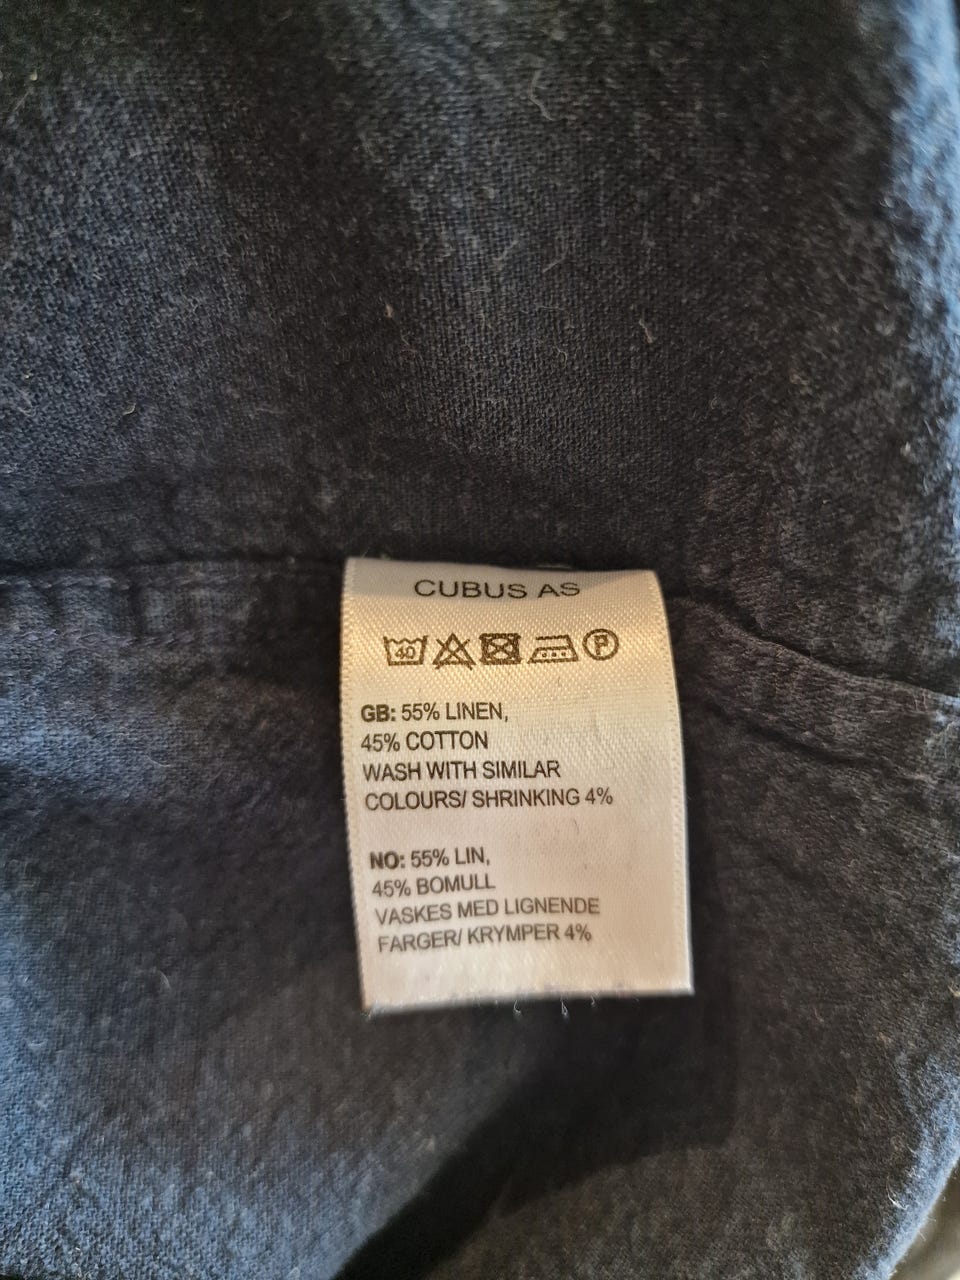 CUBUS AS
40 P
GB: 55% LINEN,
45% COTTON
WASH WITH SIMILAR
COLOURS/ SHRINKING 4%
NO: 55% LIN,
45% BOMULL
VASKES MED LIGNENDE
FARGER/ KRYMPER 4%